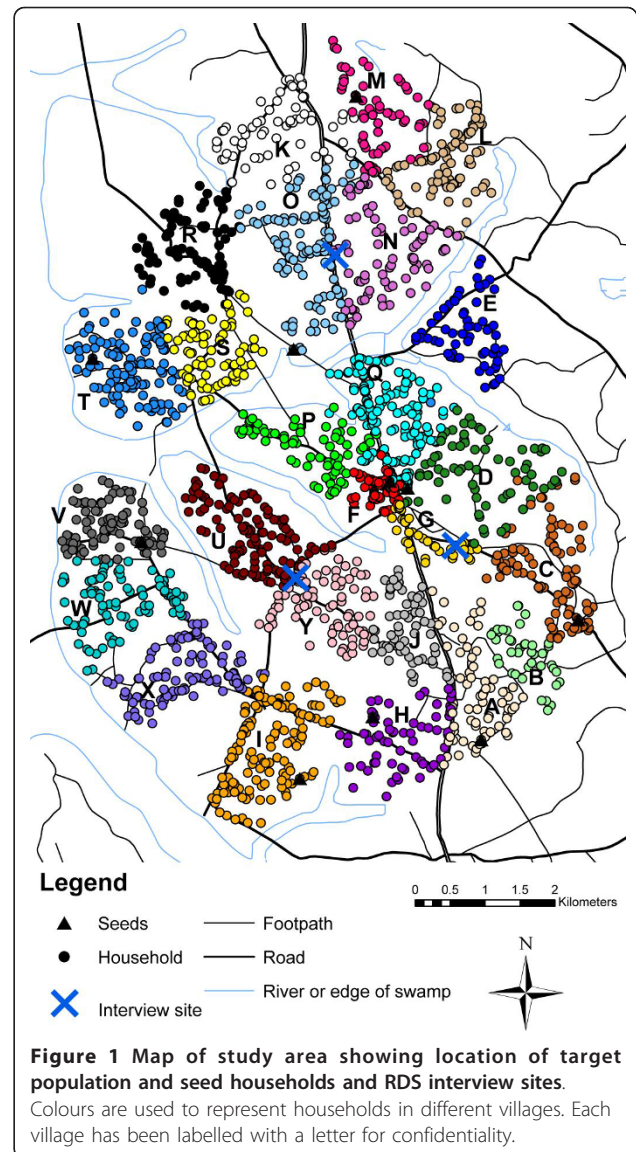 M
L
K
O
N
R
E
S
Q
T
P
D
F
G
V
U
C
W
Y
J
B
X
A
H
I
Legend
Seeds
Household
Interview site
Footpath
Road
River or edge of swamp
0 0.5 1 1.5 2
Kilometers
N
Figure 1 Map of study area showing location of target
population and seed households and RDS interview sites.
Colours are used to represent households in different villages. Each
village has been labelled with a letter for confidentiality.